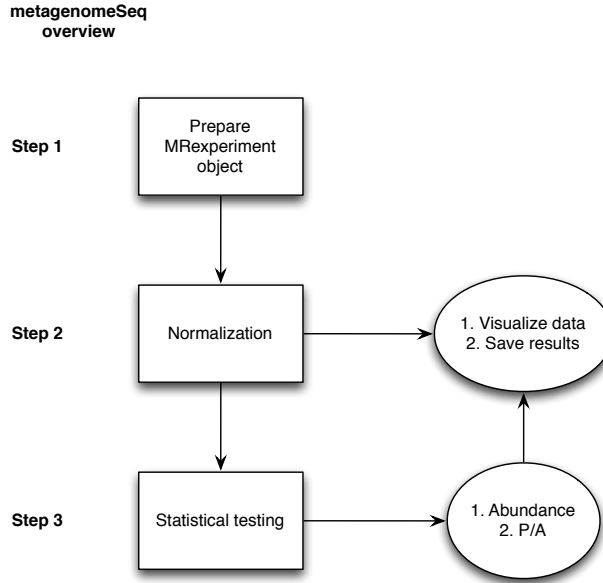 metagenomeSeq
overview
Step 1
Prepare
MRexperiment
object
Step 2
Normalization
1. Visualize data
2. Save results
Step 3
Statistical testing
1. Abundance
2. P/A